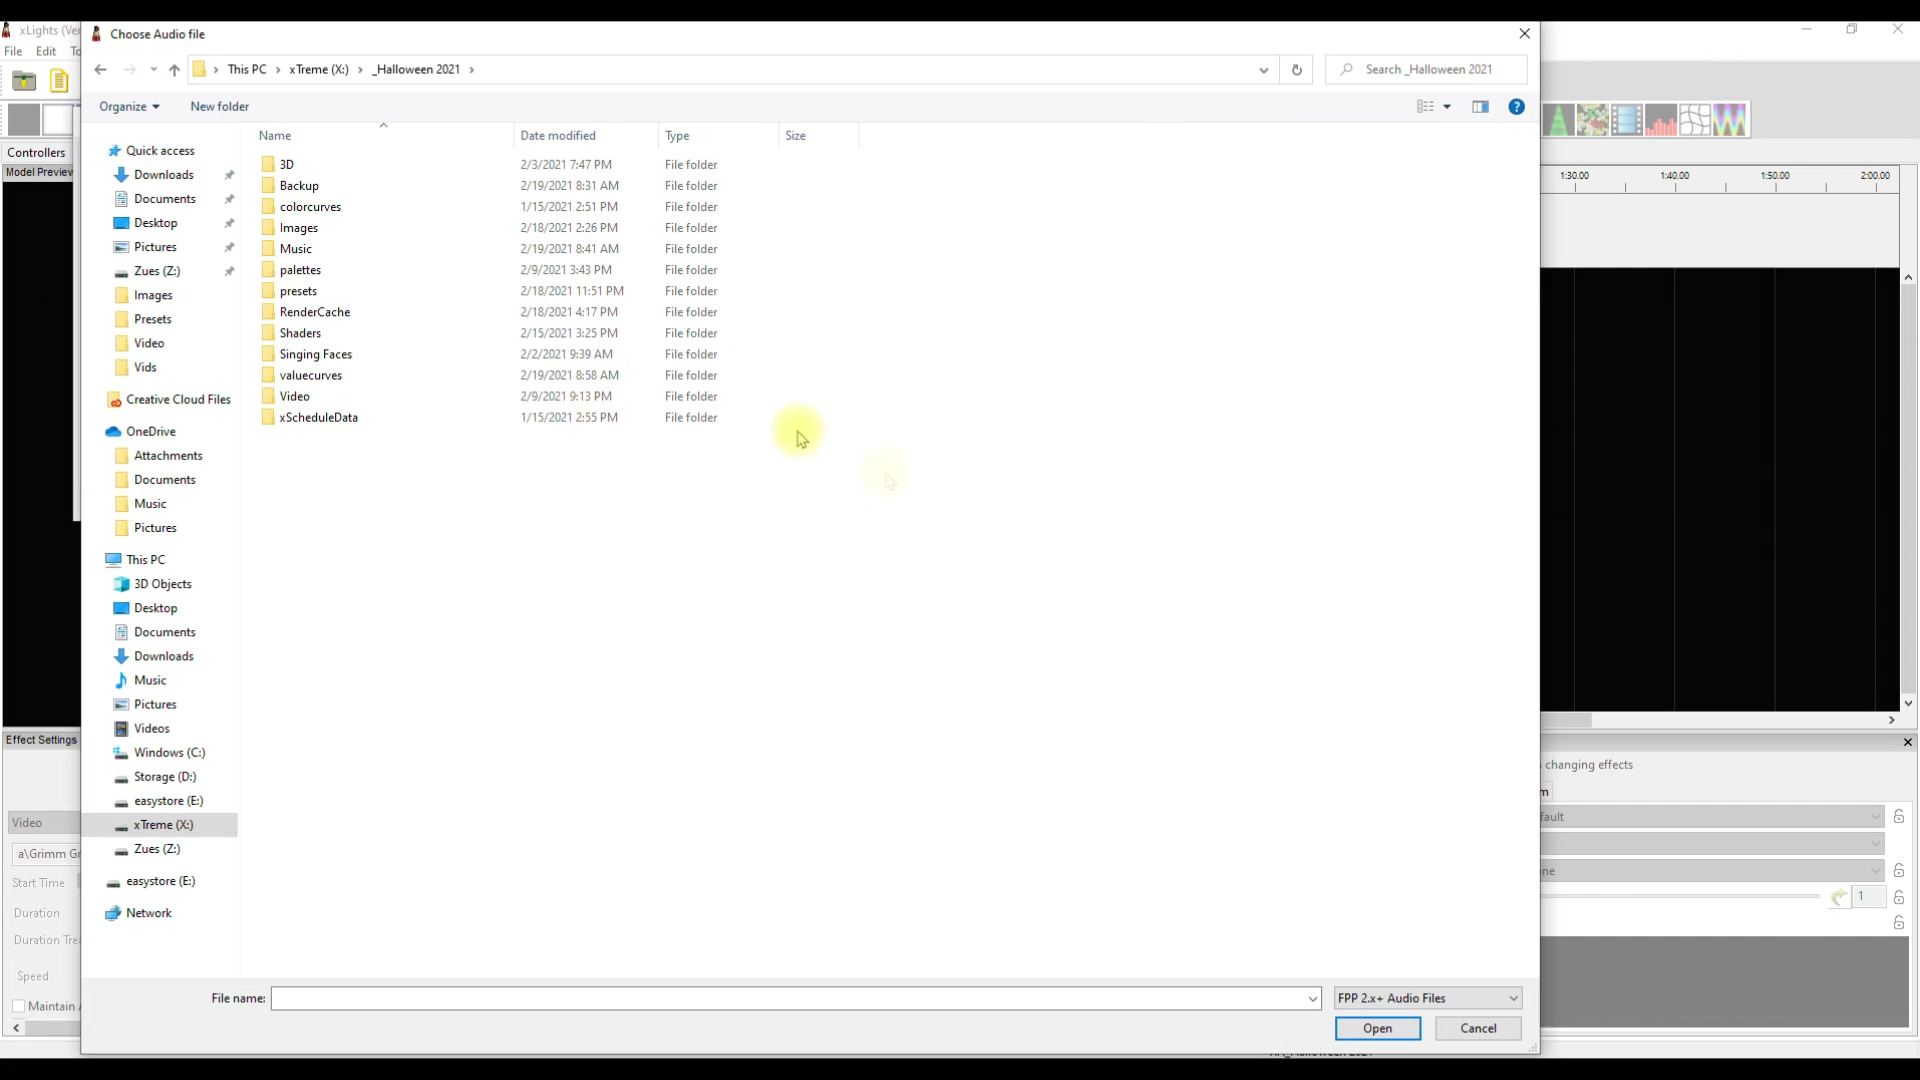 xLights (Ve
Choose Audio file
File Edit To
This PC > xTreme (X:) > _Halloween 2021 >
Search _Halloween 2021
Organize
New folder
Controllers
Model Preview
Name Date modified Type Size
3D 2/3/2021 7:47 PM File folder
Backup 2/19/2021 8:31 AM File folder
colorcurves 1/15/2021 2:51 PM File folder
Images 2/18/2021 2:26 PM File folder
Music 2/19/2021 8:41 AM File folder
palettes 2/9/2021 3:43 PM File folder
presets 2/18/2021 11:51 PM File folder
RenderCache 2/18/2021 4:17 PM File folder
Shaders 2/15/2021 3:25 PM File folder
Singing Faces 2/2/2021 9:39 AM File folder
valuecurves 2/19/2021 8:58 AM File folder
Video 2/9/2021 9:13 PM File folder
xScheduleData 1/15/2021 2:55 PM File folder
Quick access
Downloads
Documents
Desktop
Pictures
Zues (Z:)
Images
Presets
Video
Vids
Creative Cloud Files
OneDrive
Attachments
Documents
Music
Pictures
This PC
3D Objects
Desktop
Documents
Downloads
Music
Pictures
Videos
Windows (C:)
Storage (D:)
easystore (E:)
xTreme (X:)
Zues (Z:)
easystore (E:)
Network
1:30.00 1:40.00 1:50.00 2:00.00
Effect Settings
Video
a\Grimm Gr
Start Time
Duration
Duration Trea
Speed
Maintain A
changing effects
m
fault
one
1
File name:
FPP 2.x+ Audio Files
Open
Cancel